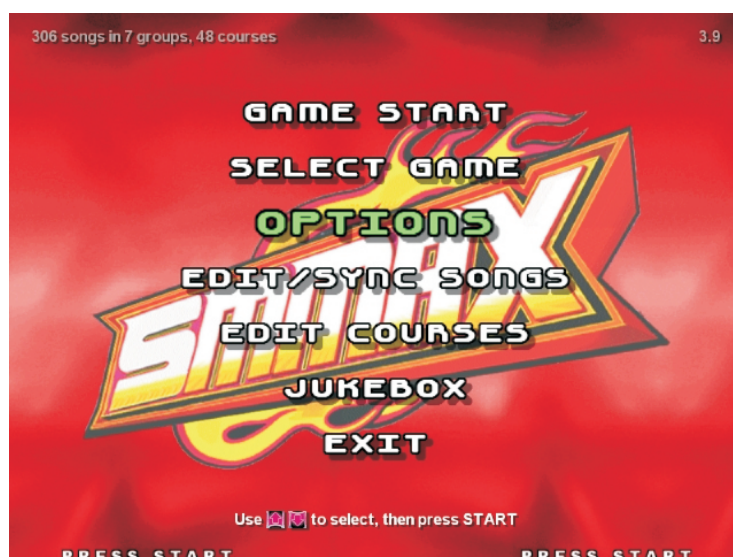 306 songs in 7 groups, 48 courses 3.9
GAME START
SELECT GAME
OPTIONS
EDIT/SYNC SONGS
SMMAX
EDIT COURSES
JUKEBOX
EXIT
Use to select, then press START
PRESS START PRESS START